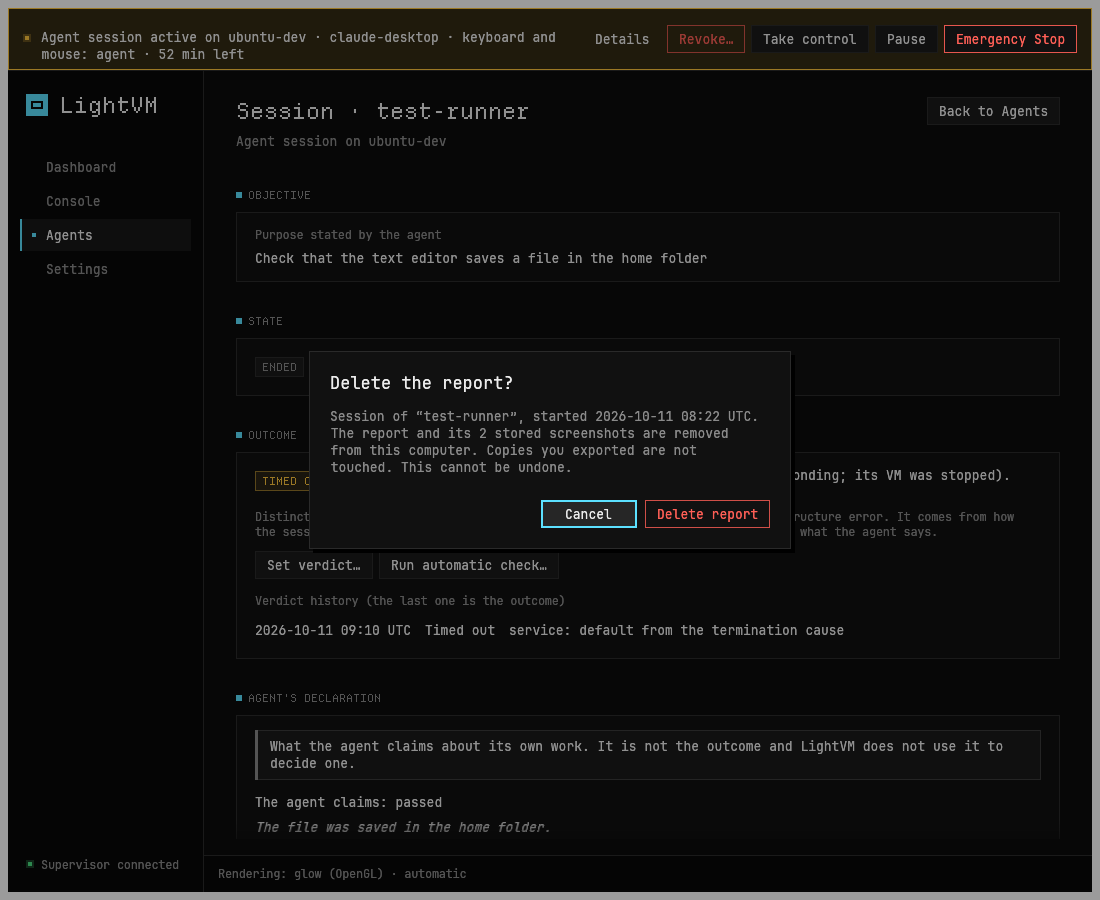 Agent session active on ubuntu-dev · claude-desktop · keyboard and
mouse: agent · 52 min left
Details
Revoke…
Take control
Pause
Emergency Stop
LightVM
Dashboard
Console
Agents
Settings
Session · test-runner
Agent session on ubuntu-dev
Back to Agents
OBJECTIVE
Purpose stated by the agent
Check that the text editor saves a file in the home folder
STATE
ENDED
Delete the report?
Session of “test-runner”, started 2026-10-11 08:22 UTC.
The report and its 2 stored screenshots are removed
from this computer. Copies you exported are not
touched. This cannot be undone.
Cancel
Delete report
OUTCOME
TIMED
onding; its VM was stopped).
Distinct
ructure error. It comes from how
the sess
what the agent says.
Set verdict…
Run automatic check…
Verdict history (the last one is the outcome)
2026-10-11 09:10 UTC Timed out service: default from the termination cause
AGENT'S DECLARATION
What the agent claims about its own work. It is not the outcome and LightVM does not use it to
decide one.
The agent claims: passed
The file was saved in the home folder.
Supervisor connected
Rendering: glow (OpenGL) · automatic